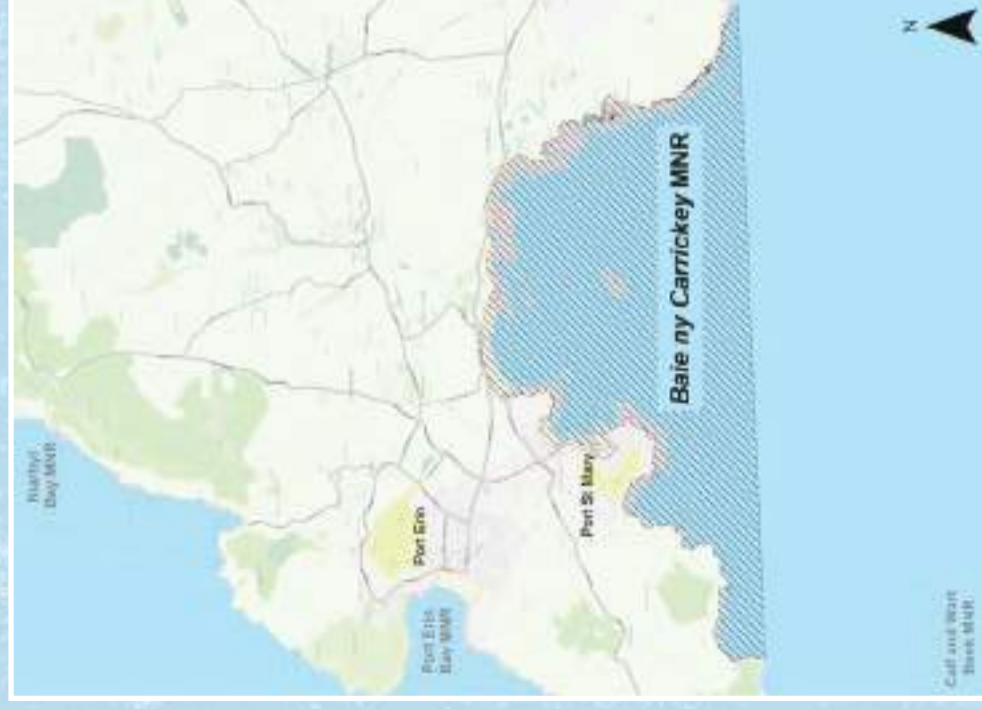 N
Niarbyl
Bay MNR
Baie ny Carrickey MNR
Port Erin
Port St Mary
Port Erin
Bay MNR
Calf and Wart
Bank MNR